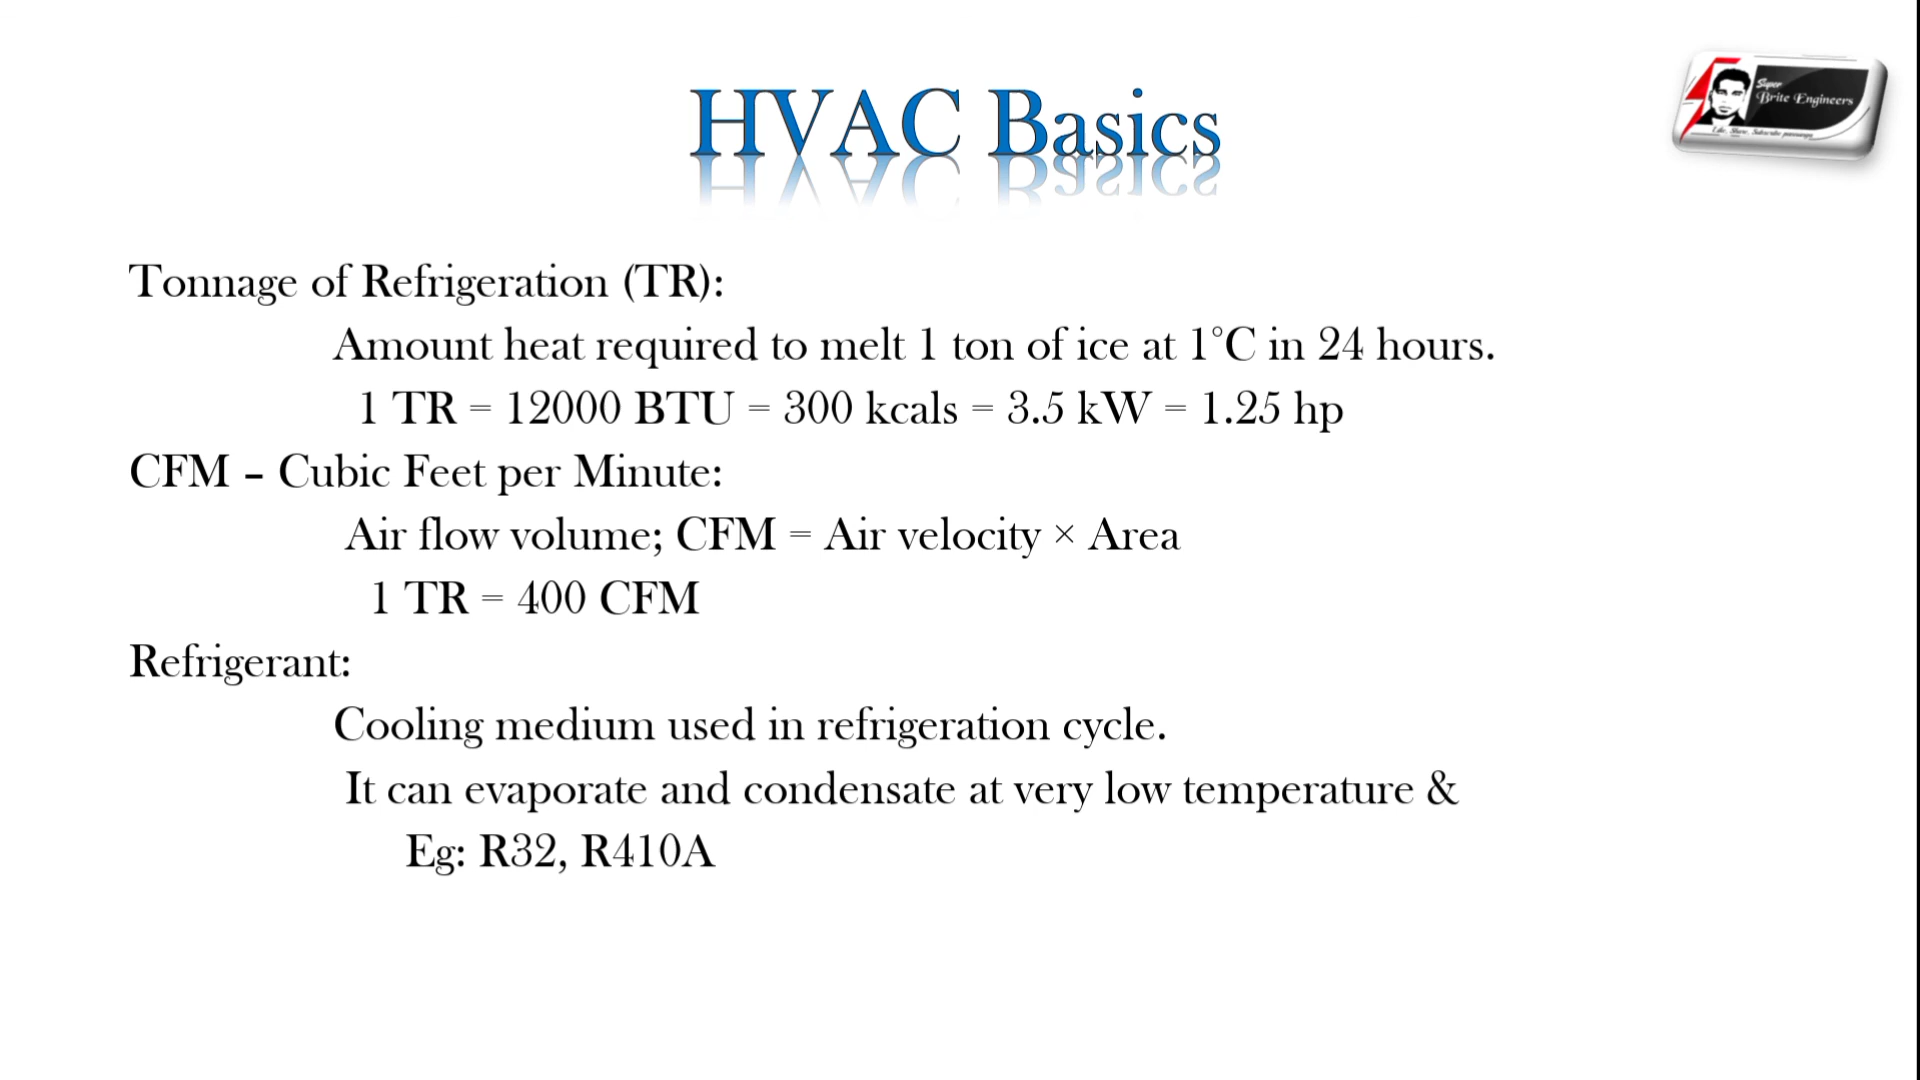 HVAC Basics
Super
Brite Engineers
Like, Share, Subscribe
Tonnage of Refrigeration (TR):
Amount heat required to melt 1 ton of ice at 1°C in 24 hours.
1 TR = 12000 BTU = 300 kcals = 3.5 kW = 1.25 hp
CFM – Cubic Feet per Minute:
Air flow volume; CFM = Air velocity × Area
1 TR = 400 CFM
Refrigerant:
Cooling medium used in refrigeration cycle.
It can evaporate and condensate at very low temperature &
Eg: R32, R410A